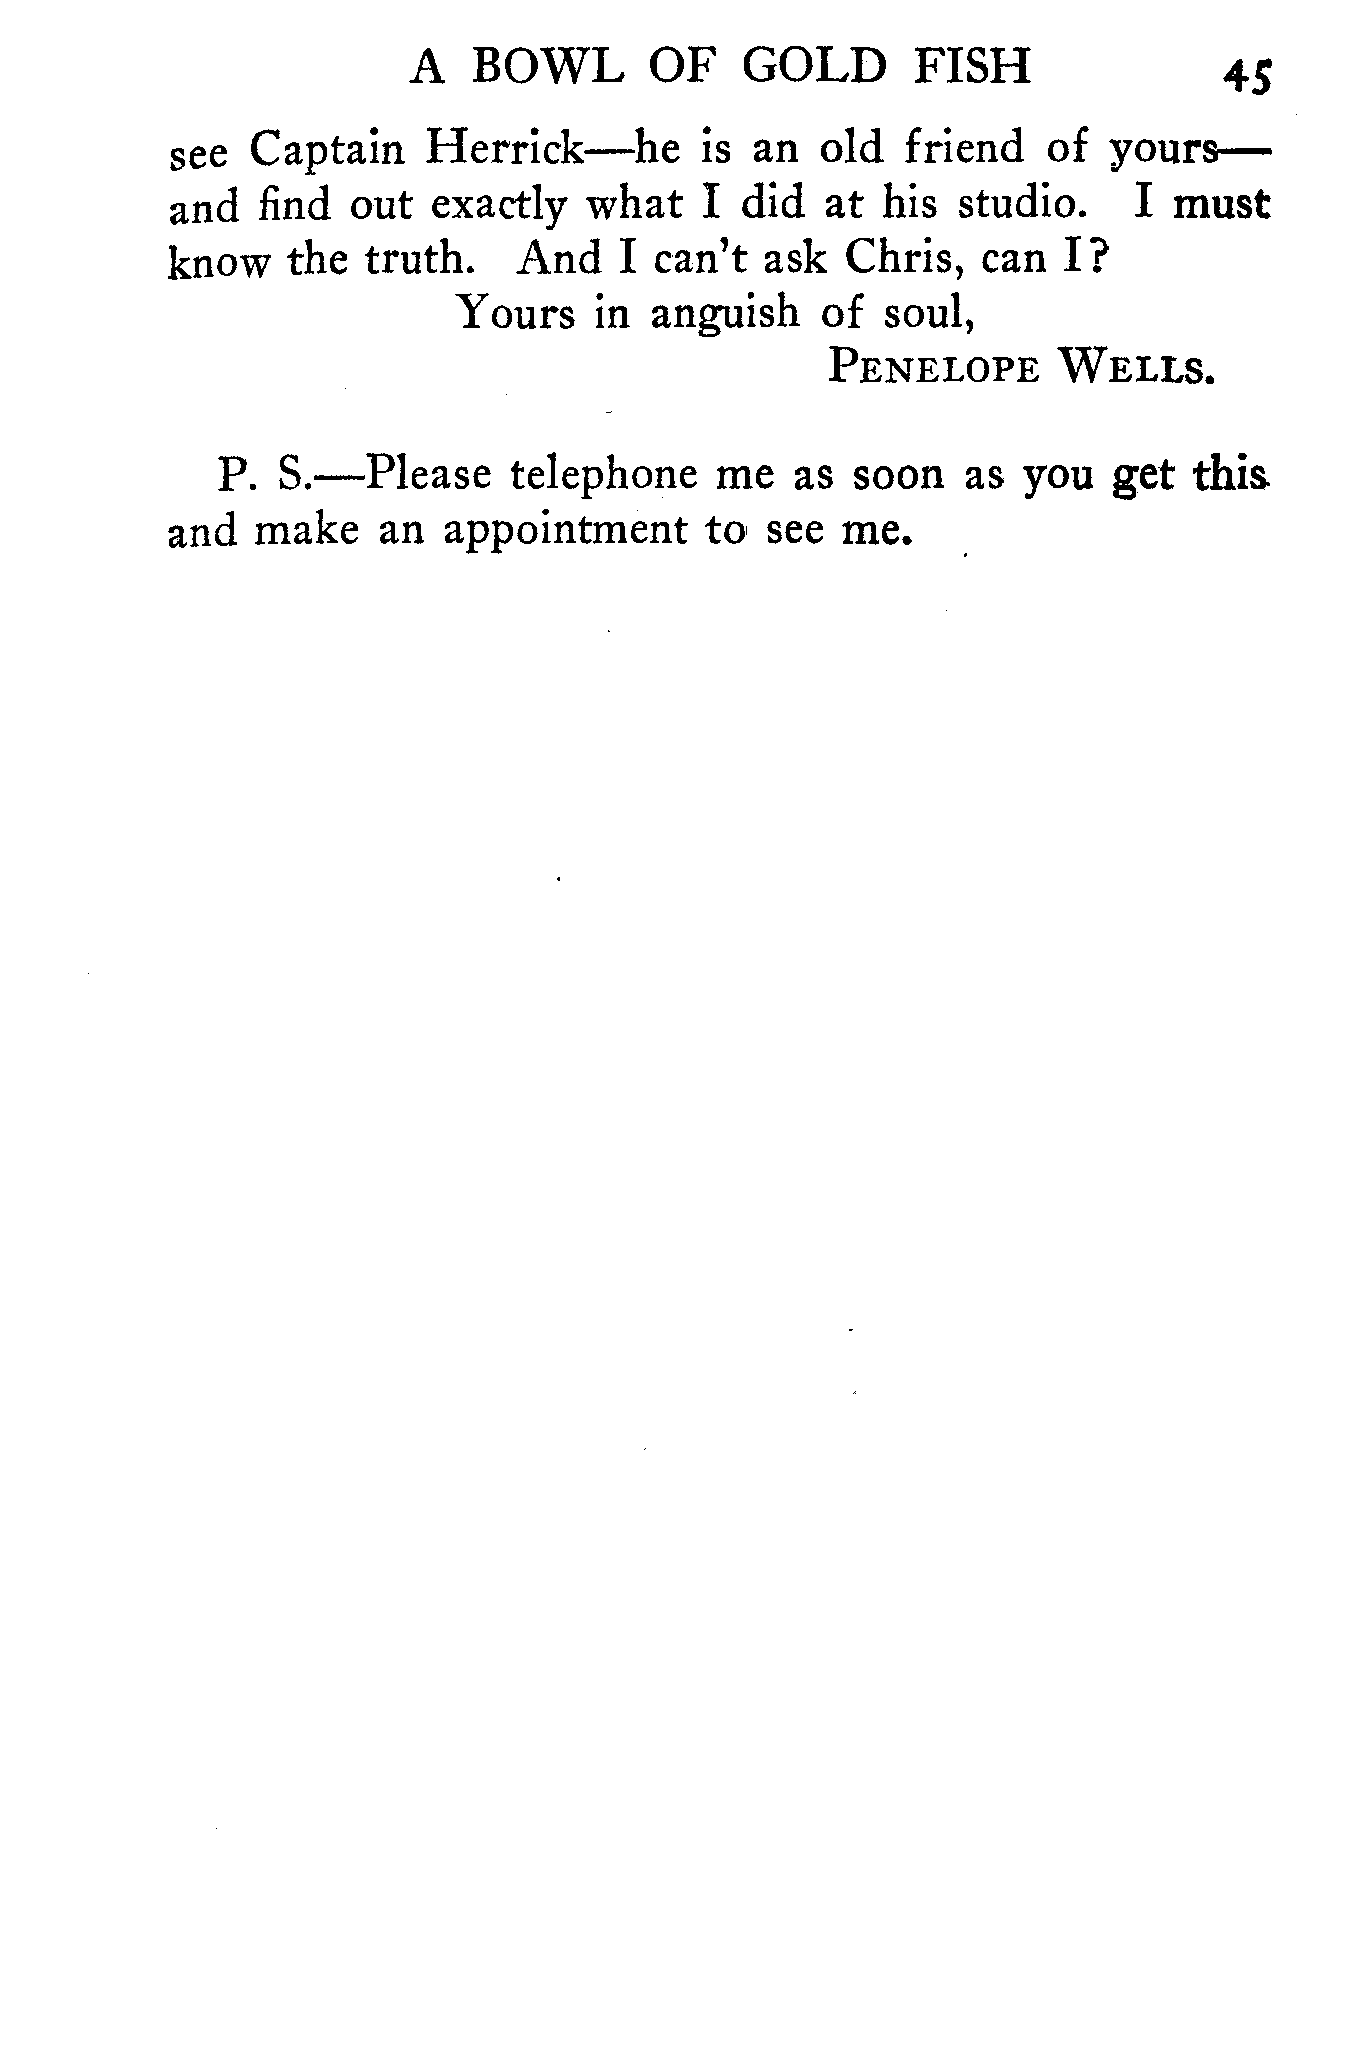 A BOWL OF GOLD FISH 45
see Captain Herrick—he is an old friend of yours—
and find out exactly what I did at his studio. I must
know the truth. And I can't ask Chris, can I?
Yours in anguish of soul,
PENELOPE WELLS.
P. S.—Please telephone me as soon as you get this
and make an appointment to see me.